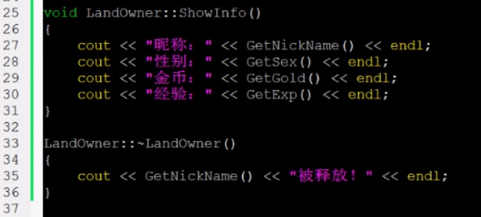 25 void LandOwner::ShowInfo()
26 {
27     cout << "昵称：" << GetNickName() << endl;
28     cout << "性别：" << GetSex() << endl;
29     cout << "金币：" << GetGold() << endl;
30     cout << "经验：" << GetExp() << endl;
31 }
32
33 LandOwner::~LandOwner()
34 {
35     cout << GetNickName() << "被释放！" << endl;
36 }
37